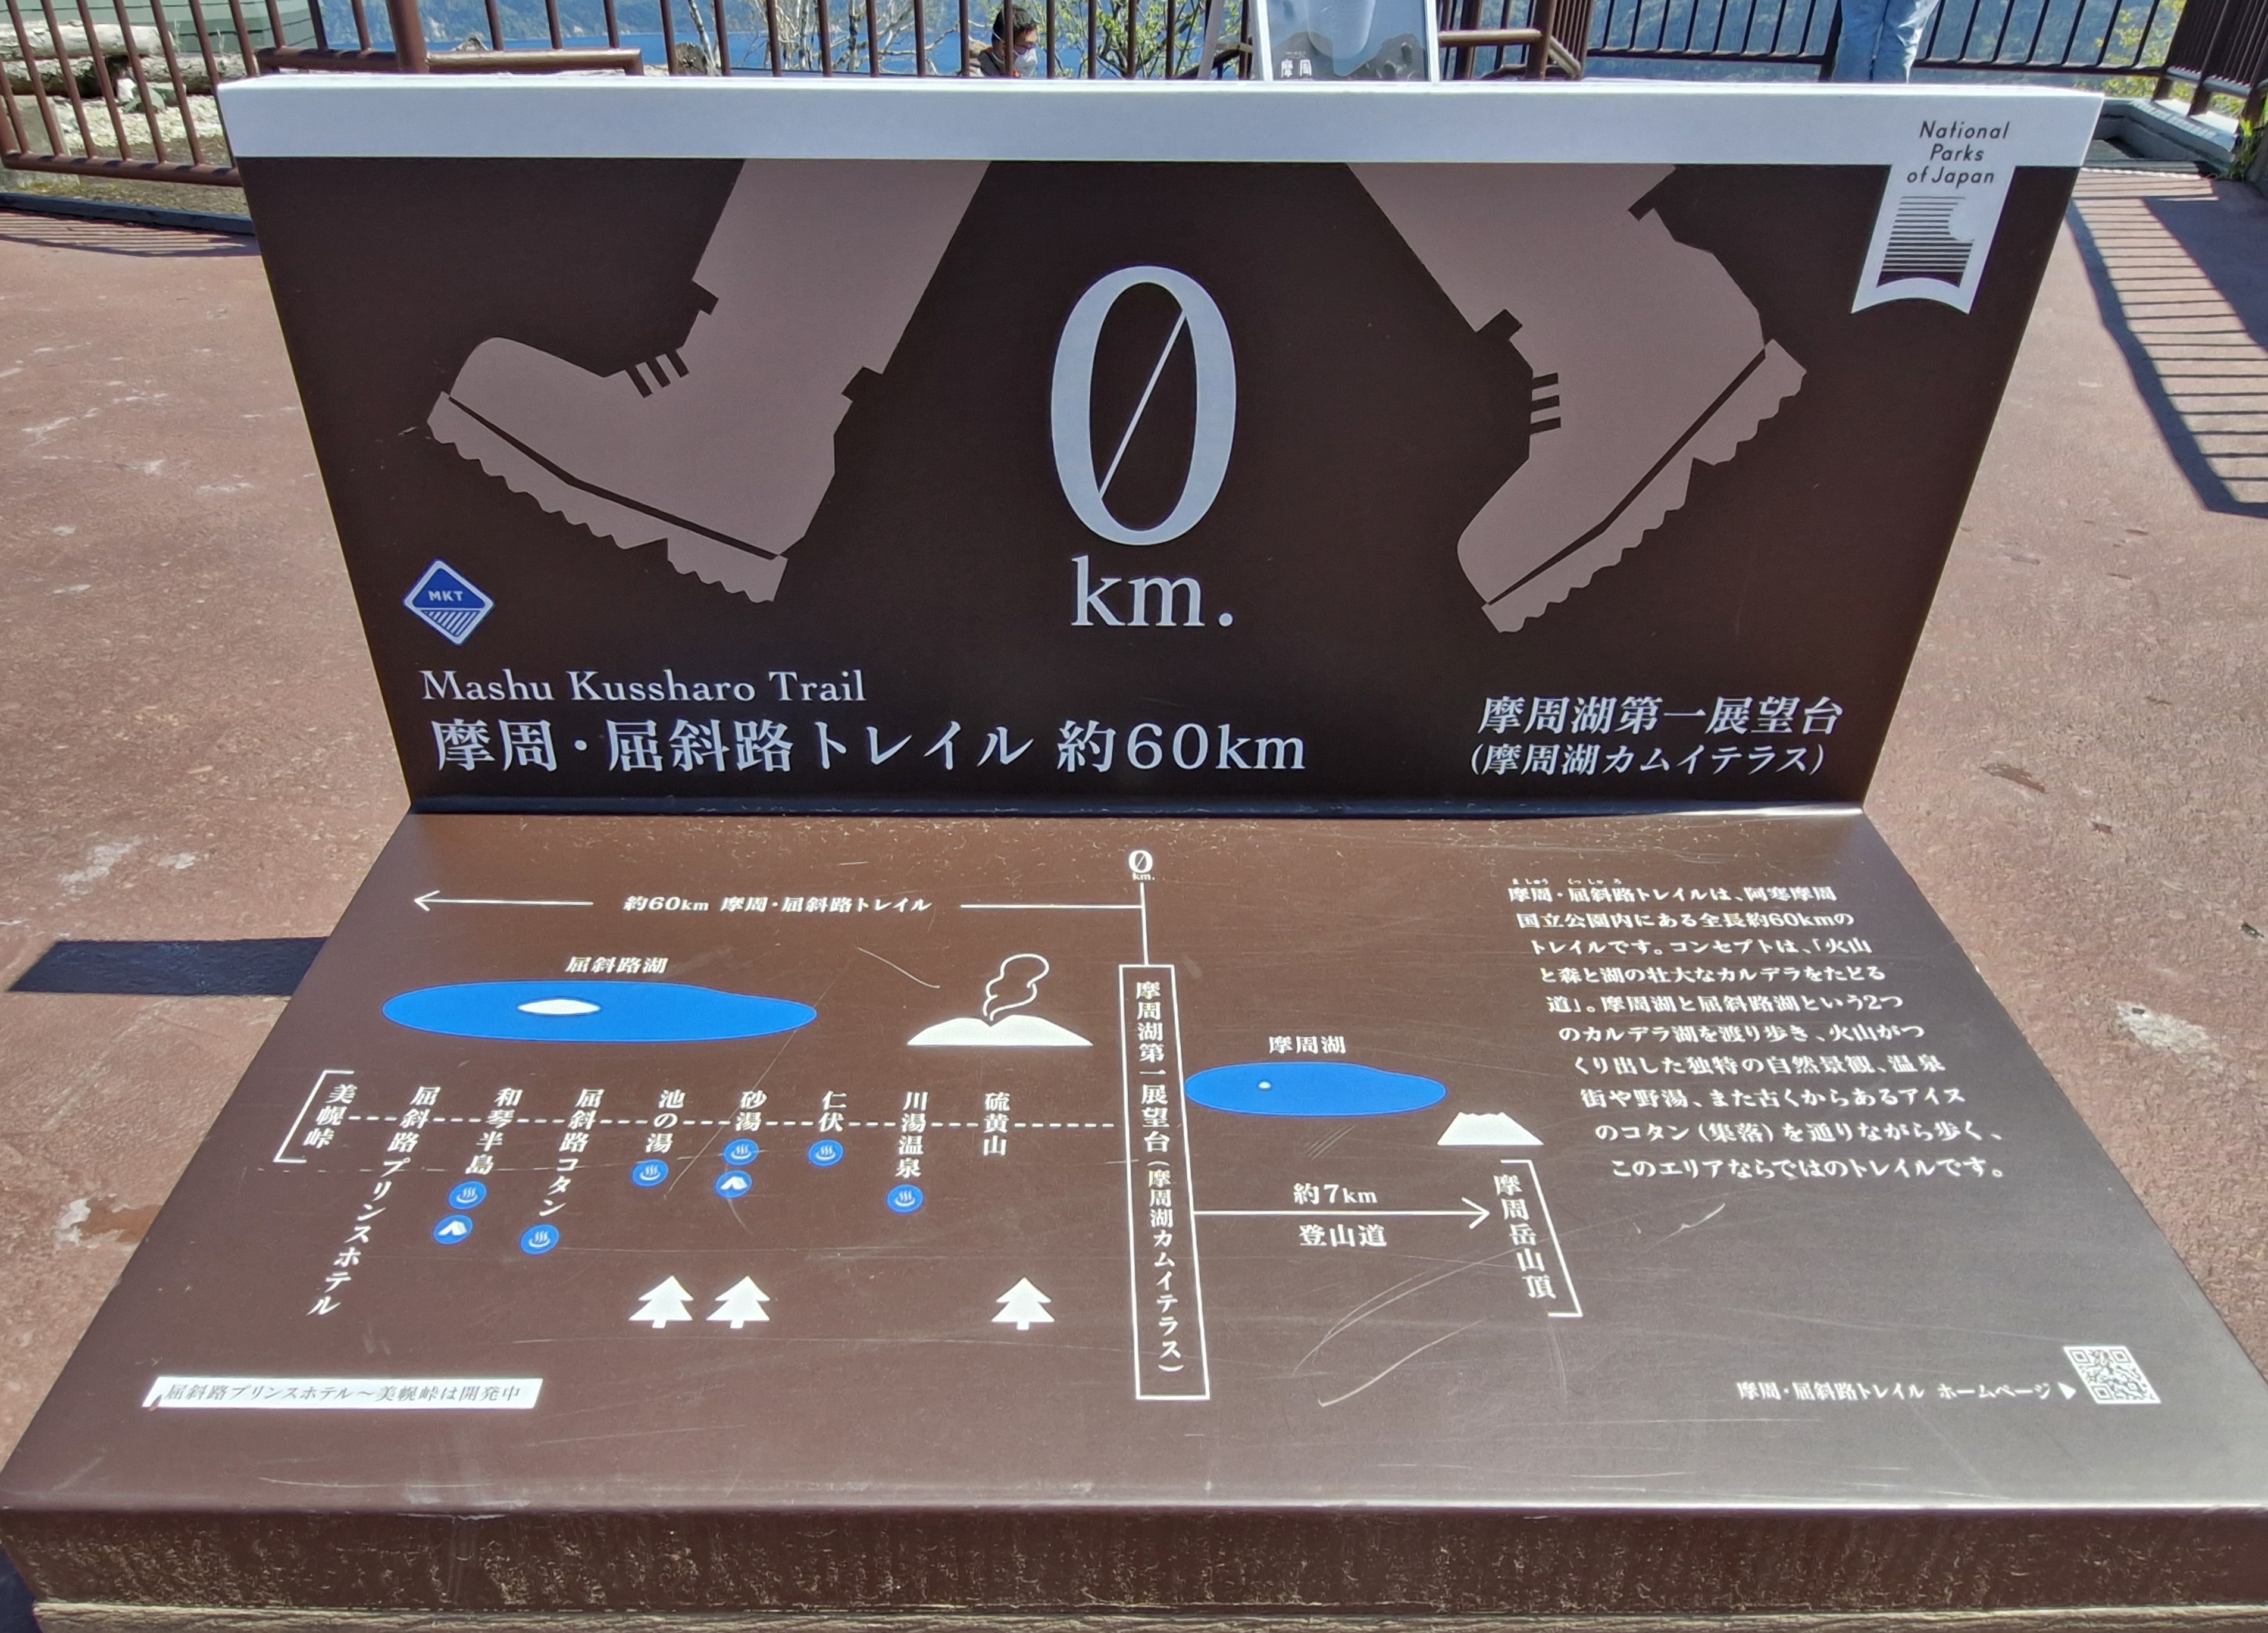 摩周
National
Parks
of Japan
0
km.
MKT
Mashu Kussharo Trail
摩周・屈斜路トレイル 約60km
摩周湖第一展望台
(摩周湖カムイテラス)
0
km.
約60km 摩周・屈斜路トレイル
屈斜路湖
美幌峠
屈斜路プリンスホテル
和琴半島
屈斜路コタン
池の湯
砂湯
仁伏
川湯温泉
硫黄山
摩周湖第一展望台(摩周湖カムイテラス)
摩周湖
約7km
登山道
摩周岳山頂
ましゅう くっしゃろ
摩周・屈斜路トレイルは、阿寒摩周
国立公園内にある全長約60kmの
トレイルです。コンセプトは、「火山
と森と湖の壮大なカルデラをたどる
道」。摩周湖と屈斜路湖という2つ
のカルデラ湖を渡り歩き、火山がつ
くり出した独特の自然景観、温泉
街や野湯、また古くからあるアイヌ
のコタン(集落)を通りながら歩く、
このエリアならではのトレイルです。
屈斜路プリンスホテル〜美幌峠は開発中
摩周・屈斜路トレイル ホームページ